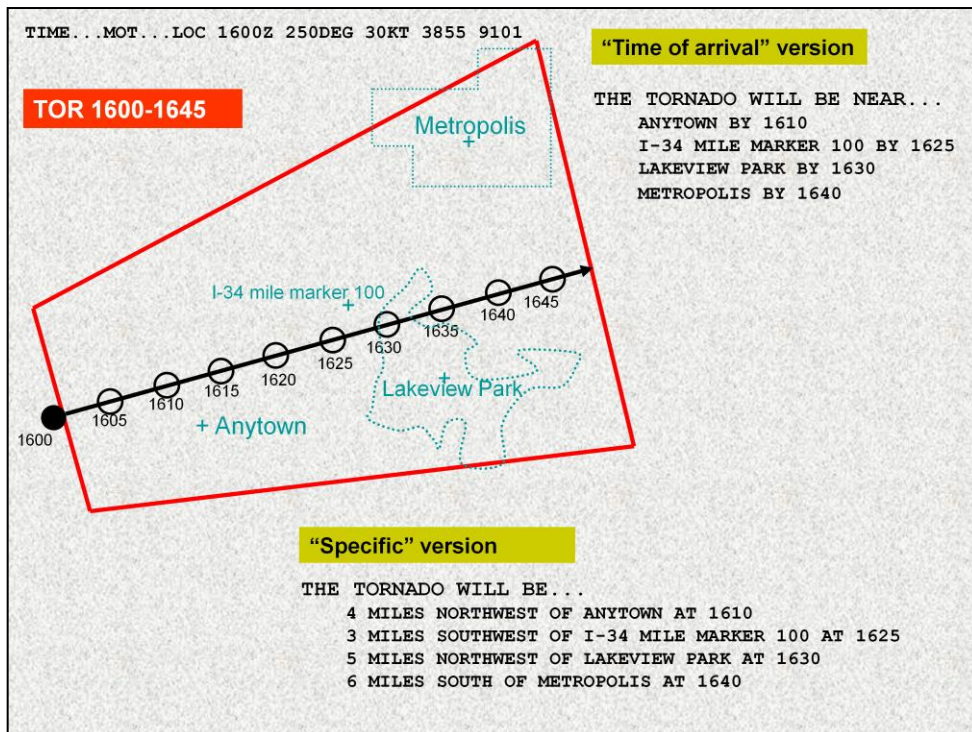 TIME...MOT...LOC 1600Z 250DEG 30KT 3855 9101
“Time of arrival” version
TOR 1600-1645
THE TORNADO WILL BE NEAR...
ANYTOWN BY 1610
I-34 MILE MARKER 100 BY 1625
LAKEVIEW PARK BY 1630
METROPOLIS BY 1640
Metropolis
I-34 mile marker 100
1600
1605
1610
1615
1620
1625
1630
1635
1640
1645
Anytown
Lakeview Park
“Specific” version
THE TORNADO WILL BE...
4 MILES NORTHWEST OF ANYTOWN AT 1610
3 MILES SOUTHWEST OF I-34 MILE MARKER 100 AT 1625
5 MILES NORTHWEST OF LAKEVIEW PARK AT 1630
6 MILES SOUTH OF METROPOLIS AT 1640